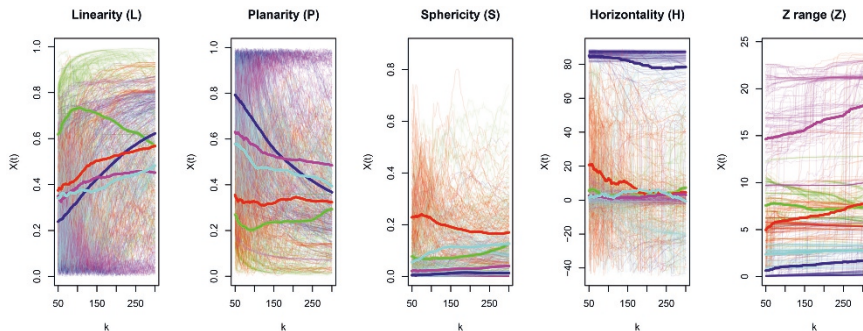 Linearity (L)
Planarity (P)
Sphericity (S)
Horizontality (H)
Z range (Z)
X(t)
0.0 0.2 0.4 0.6 0.8 1.0
50 150 250
k
X(t)
0.0 0.2 0.4 0.6 0.8 1.0
50 150 250
k
X(t)
0.0 0.2 0.4 0.6 0.8
50 150 250
k
X(t)
-40 -20 0 20 40 60 80
50 150 250
k
X(t)
0 5 10 15 20 25
50 150 250
k